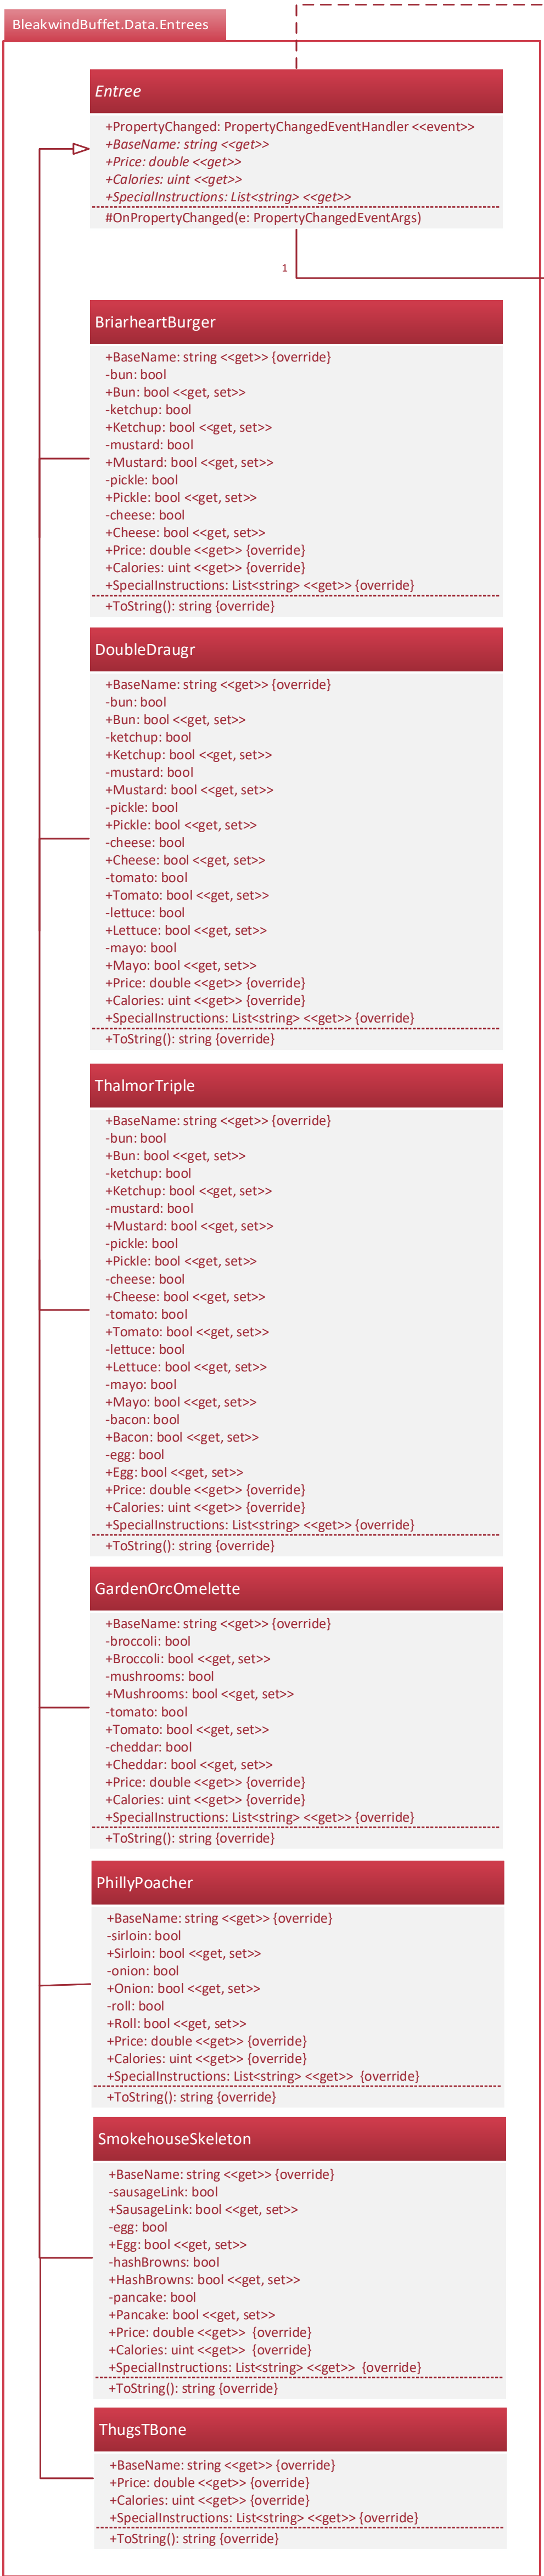 BleakwindBuffet.Data.Entrees
Entree
+PropertyChanged: PropertyChangedEventHandler <<event>>
+BaseName: string <<get>>
+Price: double <<get>>
+Calories: uint <<get>>
+SpecialInstructions: List<string> <<get>>
#OnPropertyChanged(e: PropertyChangedEventArgs)
1
BriarheartBurger
+BaseName: string <<get>> {override}
-bun: bool
+Bun: bool <<get, set>>
-ketchup: bool
+Ketchup: bool <<get, set>>
-mustard: bool
+Mustard: bool <<get, set>>
-pickle: bool
+Pickle: bool <<get, set>>
-cheese: bool
+Cheese: bool <<get, set>>
+Price: double <<get>> {override}
+Calories: uint <<get>> {override}
+SpecialInstructions: List<string> <<get>> {override}
+ToString(): string {override}
DoubleDraugr
+BaseName: string <<get>> {override}
-bun: bool
+Bun: bool <<get, set>>
-ketchup: bool
+Ketchup: bool <<get, set>>
-mustard: bool
+Mustard: bool <<get, set>>
-pickle: bool
+Pickle: bool <<get, set>>
-cheese: bool
+Cheese: bool <<get, set>>
-tomato: bool
+Tomato: bool <<get, set>>
-lettuce: bool
+Lettuce: bool <<get, set>>
-mayo: bool
+Mayo: bool <<get, set>>
+Price: double <<get>> {override}
+Calories: uint <<get>> {override}
+SpecialInstructions: List<string> <<get>> {override}
+ToString(): string {override}
ThalmorTriple
+BaseName: string <<get>> {override}
-bun: bool
+Bun: bool <<get, set>>
-ketchup: bool
+Ketchup: bool <<get, set>>
-mustard: bool
+Mustard: bool <<get, set>>
-pickle: bool
+Pickle: bool <<get, set>>
-cheese: bool
+Cheese: bool <<get, set>>
-tomato: bool
+Tomato: bool <<get, set>>
-lettuce: bool
+Lettuce: bool <<get, set>>
-mayo: bool
+Mayo: bool <<get, set>>
-bacon: bool
+Bacon: bool <<get, set>>
-egg: bool
+Egg: bool <<get, set>>
+Price: double <<get>> {override}
+Calories: uint <<get>> {override}
+SpecialInstructions: List<string> <<get>> {override}
+ToString(): string {override}
GardenOrcOmelette
+BaseName: string <<get>> {override}
-broccoli: bool
+Broccoli: bool <<get, set>>
-mushrooms: bool
+Mushrooms: bool <<get, set>>
-tomato: bool
+Tomato: bool <<get, set>>
-cheddar: bool
+Cheddar: bool <<get, set>>
+Price: double <<get>> {override}
+Calories: uint <<get>> {override}
+SpecialInstructions: List<string> <<get>> {override}
+ToString(): string {override}
PhillyPoacher
+BaseName: string <<get>> {override}
-sirloin: bool
+Sirloin: bool <<get, set>>
-onion: bool
+Onion: bool <<get, set>>
-roll: bool
+Roll: bool <<get, set>>
+Price: double <<get>> {override}
+Calories: uint <<get>> {override}
+SpecialInstructions: List<string> <<get>> {override}
+ToString(): string {override}
SmokehouseSkeleton
+BaseName: string <<get>> {override}
-sausageLink: bool
+SausageLink: bool <<get, set>>
-egg: bool
+Egg: bool <<get, set>>
-hashBrowns: bool
+HashBrowns: bool <<get, set>>
-pancake: bool
+Pancake: bool <<get, set>>
+Price: double <<get>> {override}
+Calories: uint <<get>> {override}
+SpecialInstructions: List<string> <<get>> {override}
+ToString(): string {override}
ThugsTBone
+BaseName: string <<get>> {override}
+Price: double <<get>> {override}
+Calories: uint <<get>> {override}
+SpecialInstructions: List<string> <<get>> {override}
+ToString(): string {override}